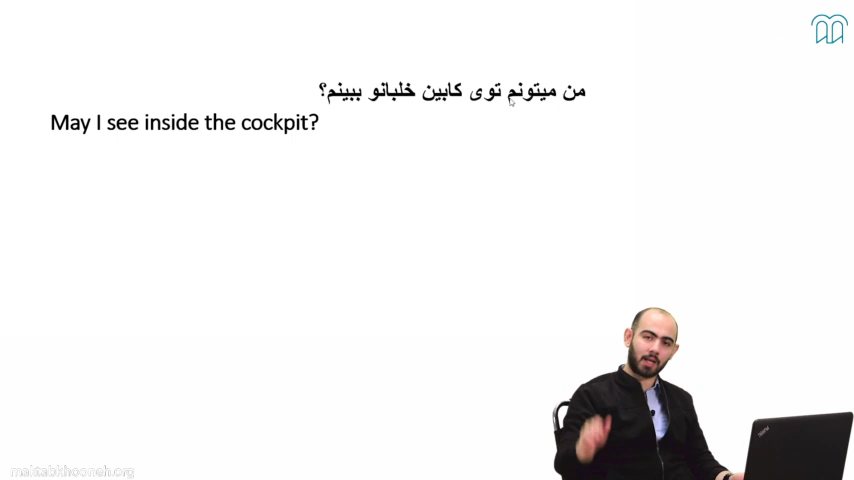 من میتونم توی کابین خلبانو ببینم؟
May I see inside the cockpit?
maktabkhooneh.org